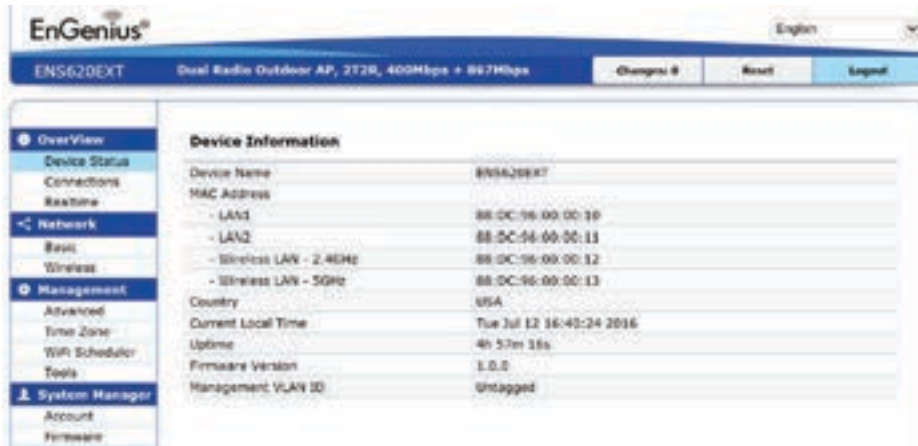 EnGenius®
English
ENS620EXT
Dual Radio Outdoor AP, 2T2R, 400Mbps + 867Mbps
Changes: 0
Reset
Logout
OverView
Device Status
Connections
Realtime
Network
Basic
Wireless
Management
Advanced
Time Zone
WiFi Scheduler
Tools
System Manager
Account
Firmware
Device Information
Device Name ENS620EXT
MAC Address
- LAN1 88:DC:96:00:00:10
- LAN2 88:DC:96:00:00:11
- Wireless LAN - 2.4GHz 88:DC:96:00:00:12
- Wireless LAN - 5GHz 88:DC:96:00:00:13
Country USA
Current Local Time Tue Jul 12 16:40:24 2016
Uptime 4h 57m 16s
Firmware Version 1.0.0
Management VLAN ID Untagged